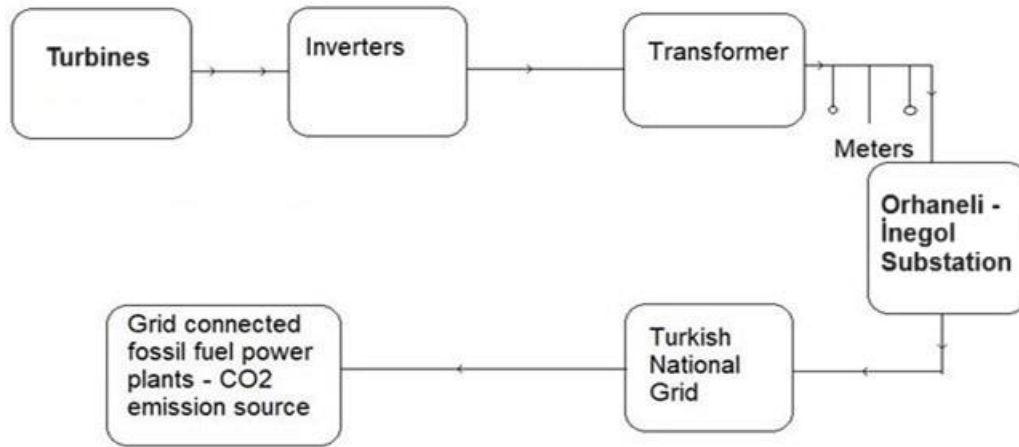 Turbines
Inverters
Transformer
Meters
Orhaneli -
İnegol
Substation
Grid connected
fossil fuel power
plants - CO2
emission source
Turkish
National
Grid